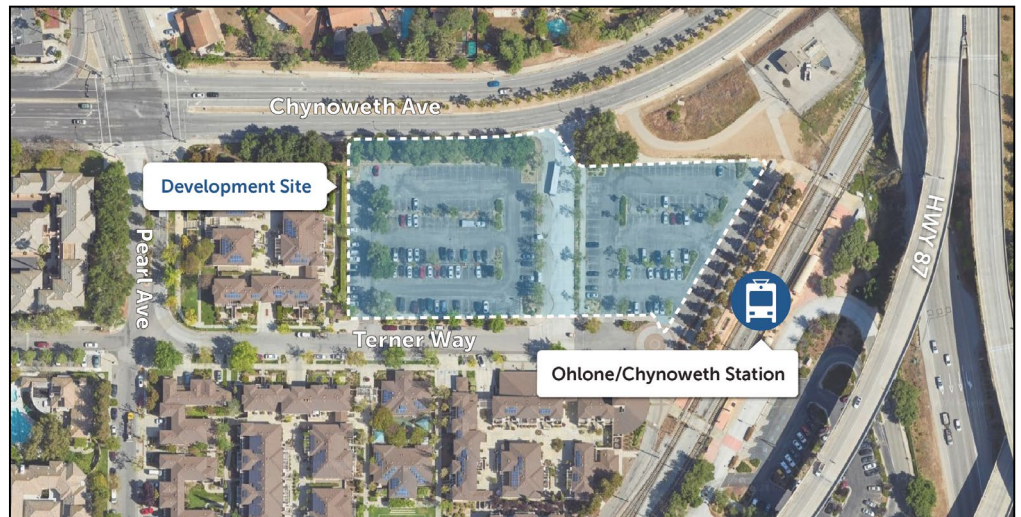 Chynoweth Ave
Development Site
Pearl Ave
HWY 87
Terner Way
Ohlone/Chynoweth Station